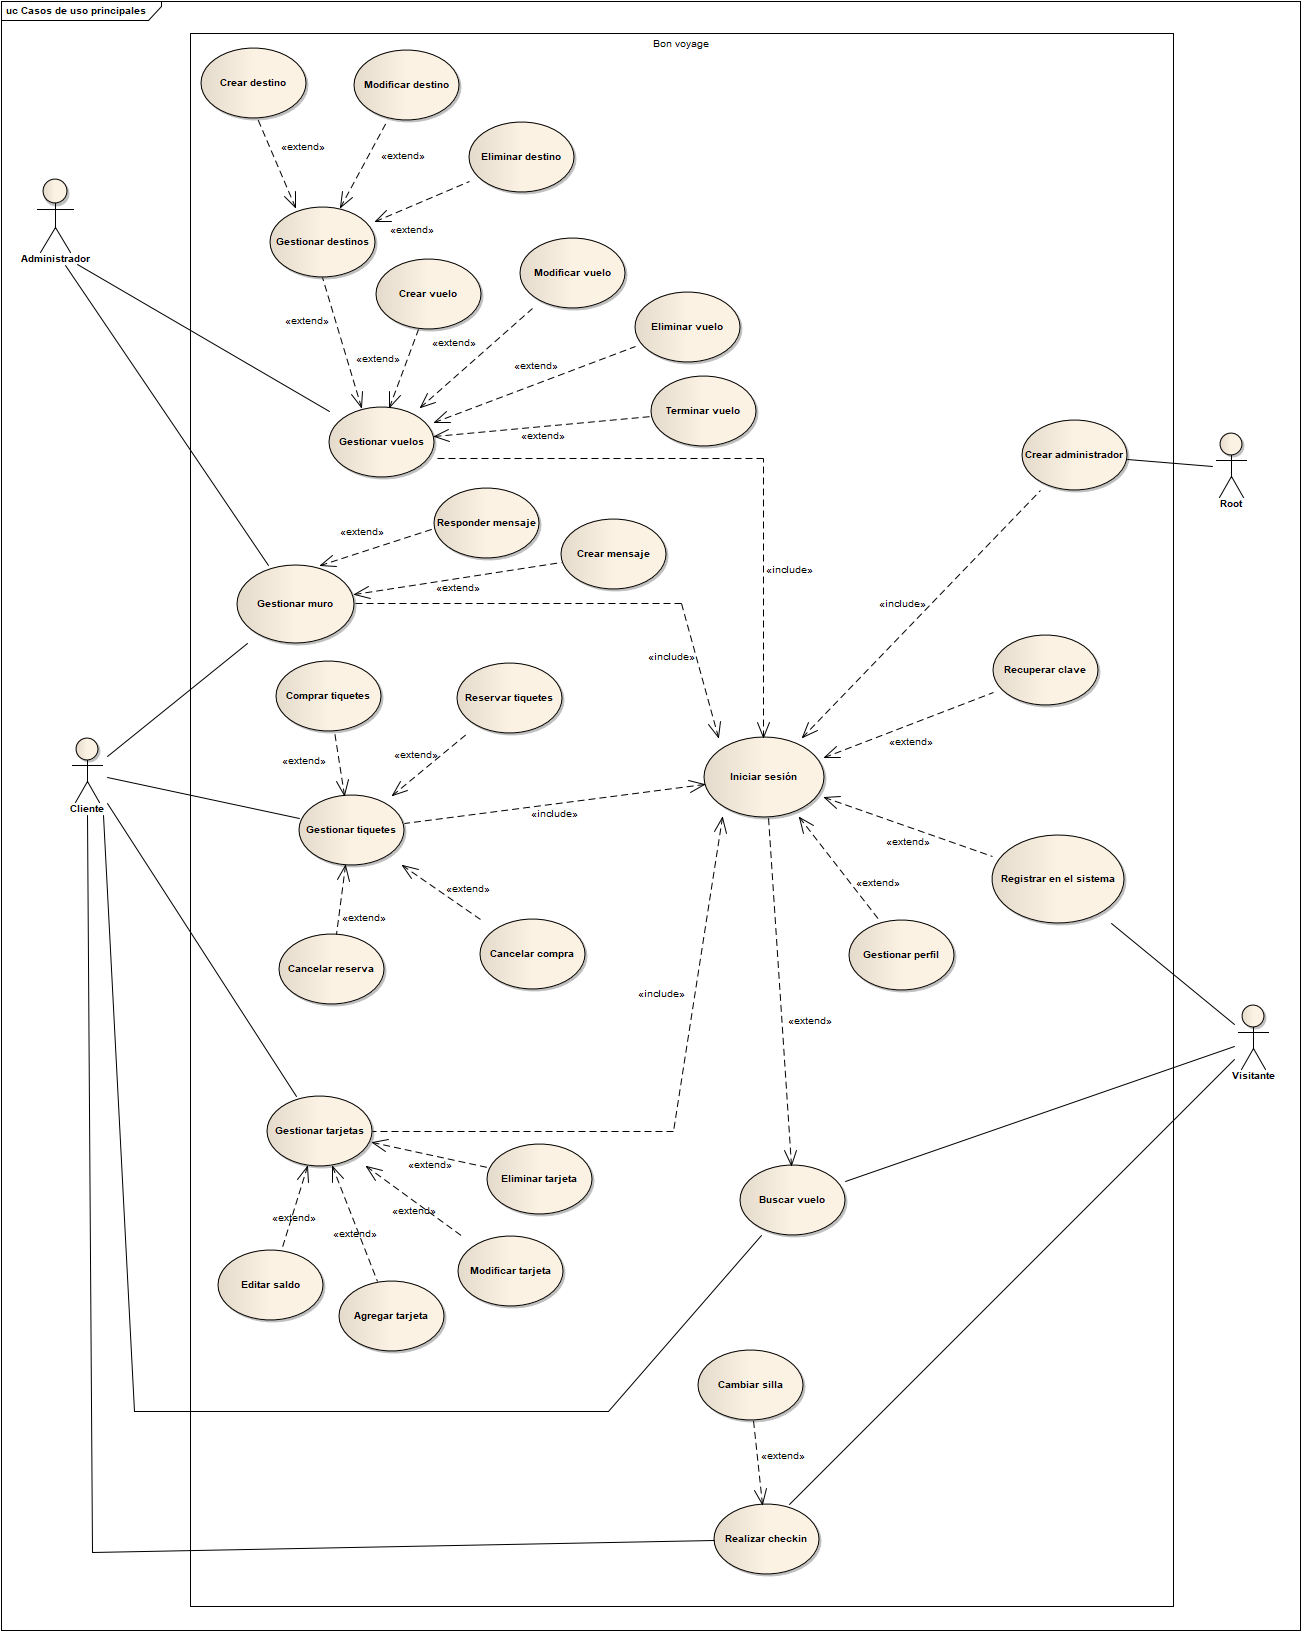 uc Casos de uso principales
Bon voyage
Crear destino
Modificar destino
«extend»
«extend»
Eliminar destino
«extend»
Administrador
Gestionar destinos
Modificar vuelo
Crear vuelo
«extend»
Eliminar vuelo
«extend»
«extend»
«extend»
Terminar vuelo
«extend»
Gestionar vuelos
Crear administrador
Root
Responder mensaje
«extend»
Crear mensaje
«include»
«extend»
Gestionar muro
«include»
«include»
Recuperar clave
Comprar tiquetes
Reservar tiquetes
«extend»
«extend»
«extend»
Iniciar sesión
Cliente
«include»
Gestionar tiquetes
«extend»
Registrar en el sistema
«extend»
«extend»
«extend»
Cancelar compra
Gestionar perfil
Cancelar reserva
«include»
«extend»
Visitante
Gestionar tarjetas
«extend»
Eliminar tarjeta
Buscar vuelo
«extend»
«extend»
«extend»
Modificar tarjeta
Editar saldo
Agregar tarjeta
Cambiar silla
«extend»
Realizar checkin